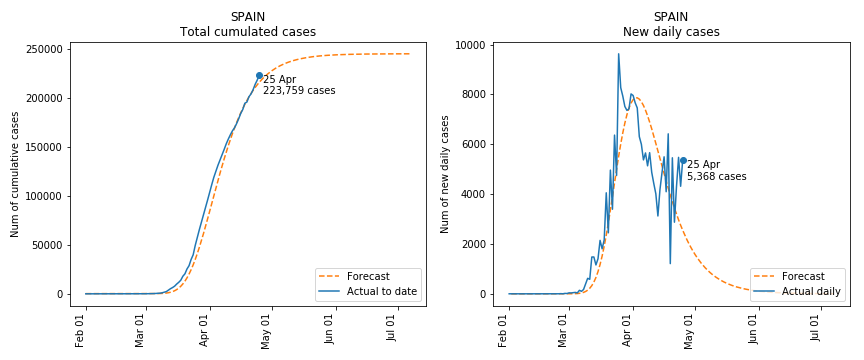 SPAIN
Total cumulated cases
Num of cumulative cases
250000
200000
150000
100000
50000
0
25 Apr
223,759 cases
Forecast
Actual to date
Feb 01
Mar 01
Apr 01
May 01
Jun 01
Jul 01
SPAIN
New daily cases
Num of new daily cases
10000
8000
6000
4000
2000
0
25 Apr
5,368 cases
Forecast
Actual daily
Feb 01
Mar 01
Apr 01
May 01
Jun 01
Jul 01